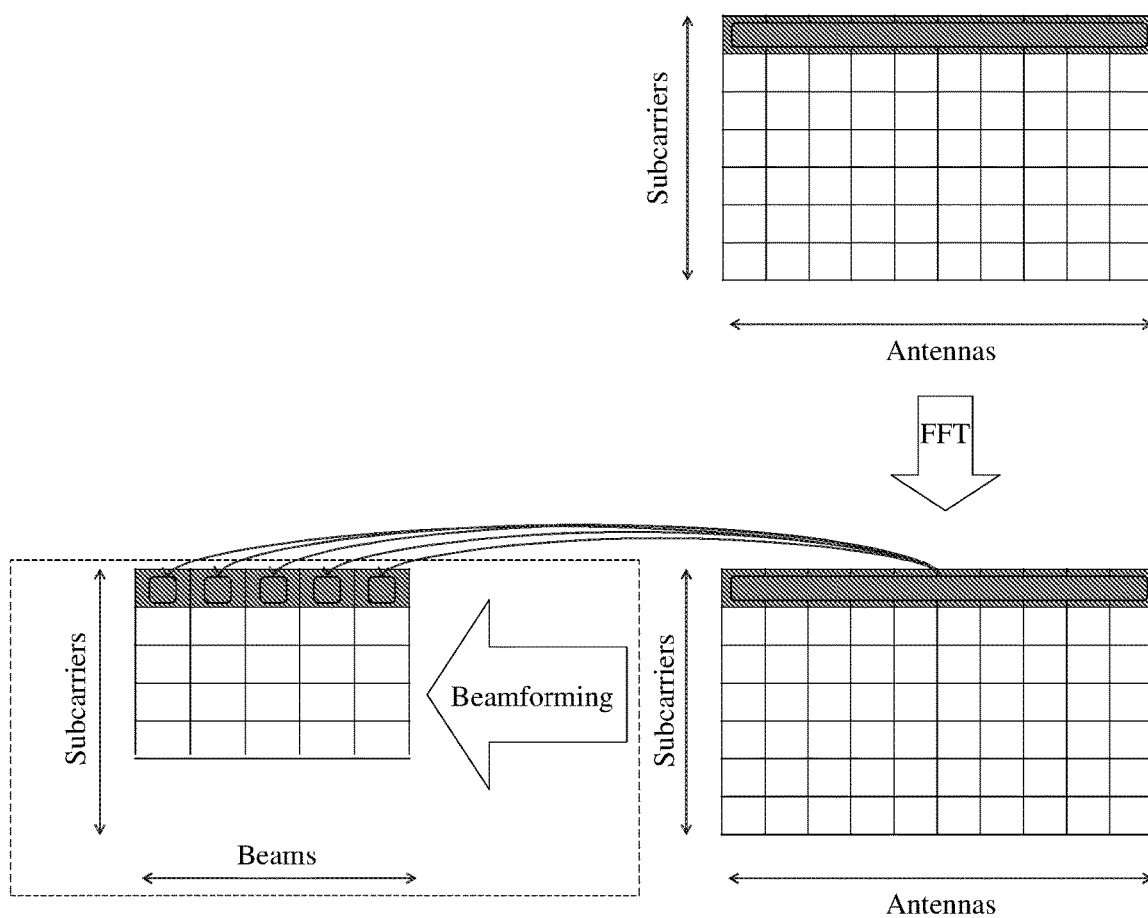 Subcarriers
Antennas
FFT
Subcarriers
Beamforming
Subcarriers
Beams
Antennas